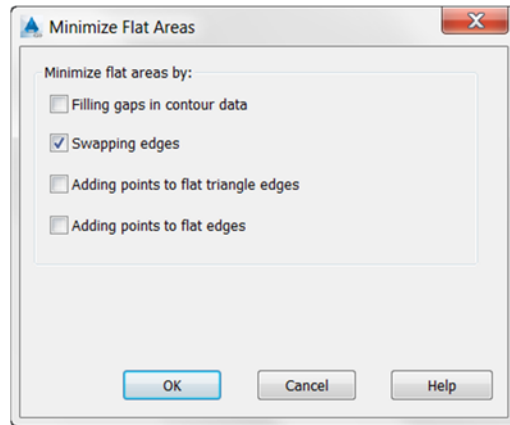 Minimize Flat Areas
Minimize flat areas by:
Filling gaps in contour data
Swapping edges
Adding points to flat triangle edges
Adding points to flat edges
OK Cancel Help